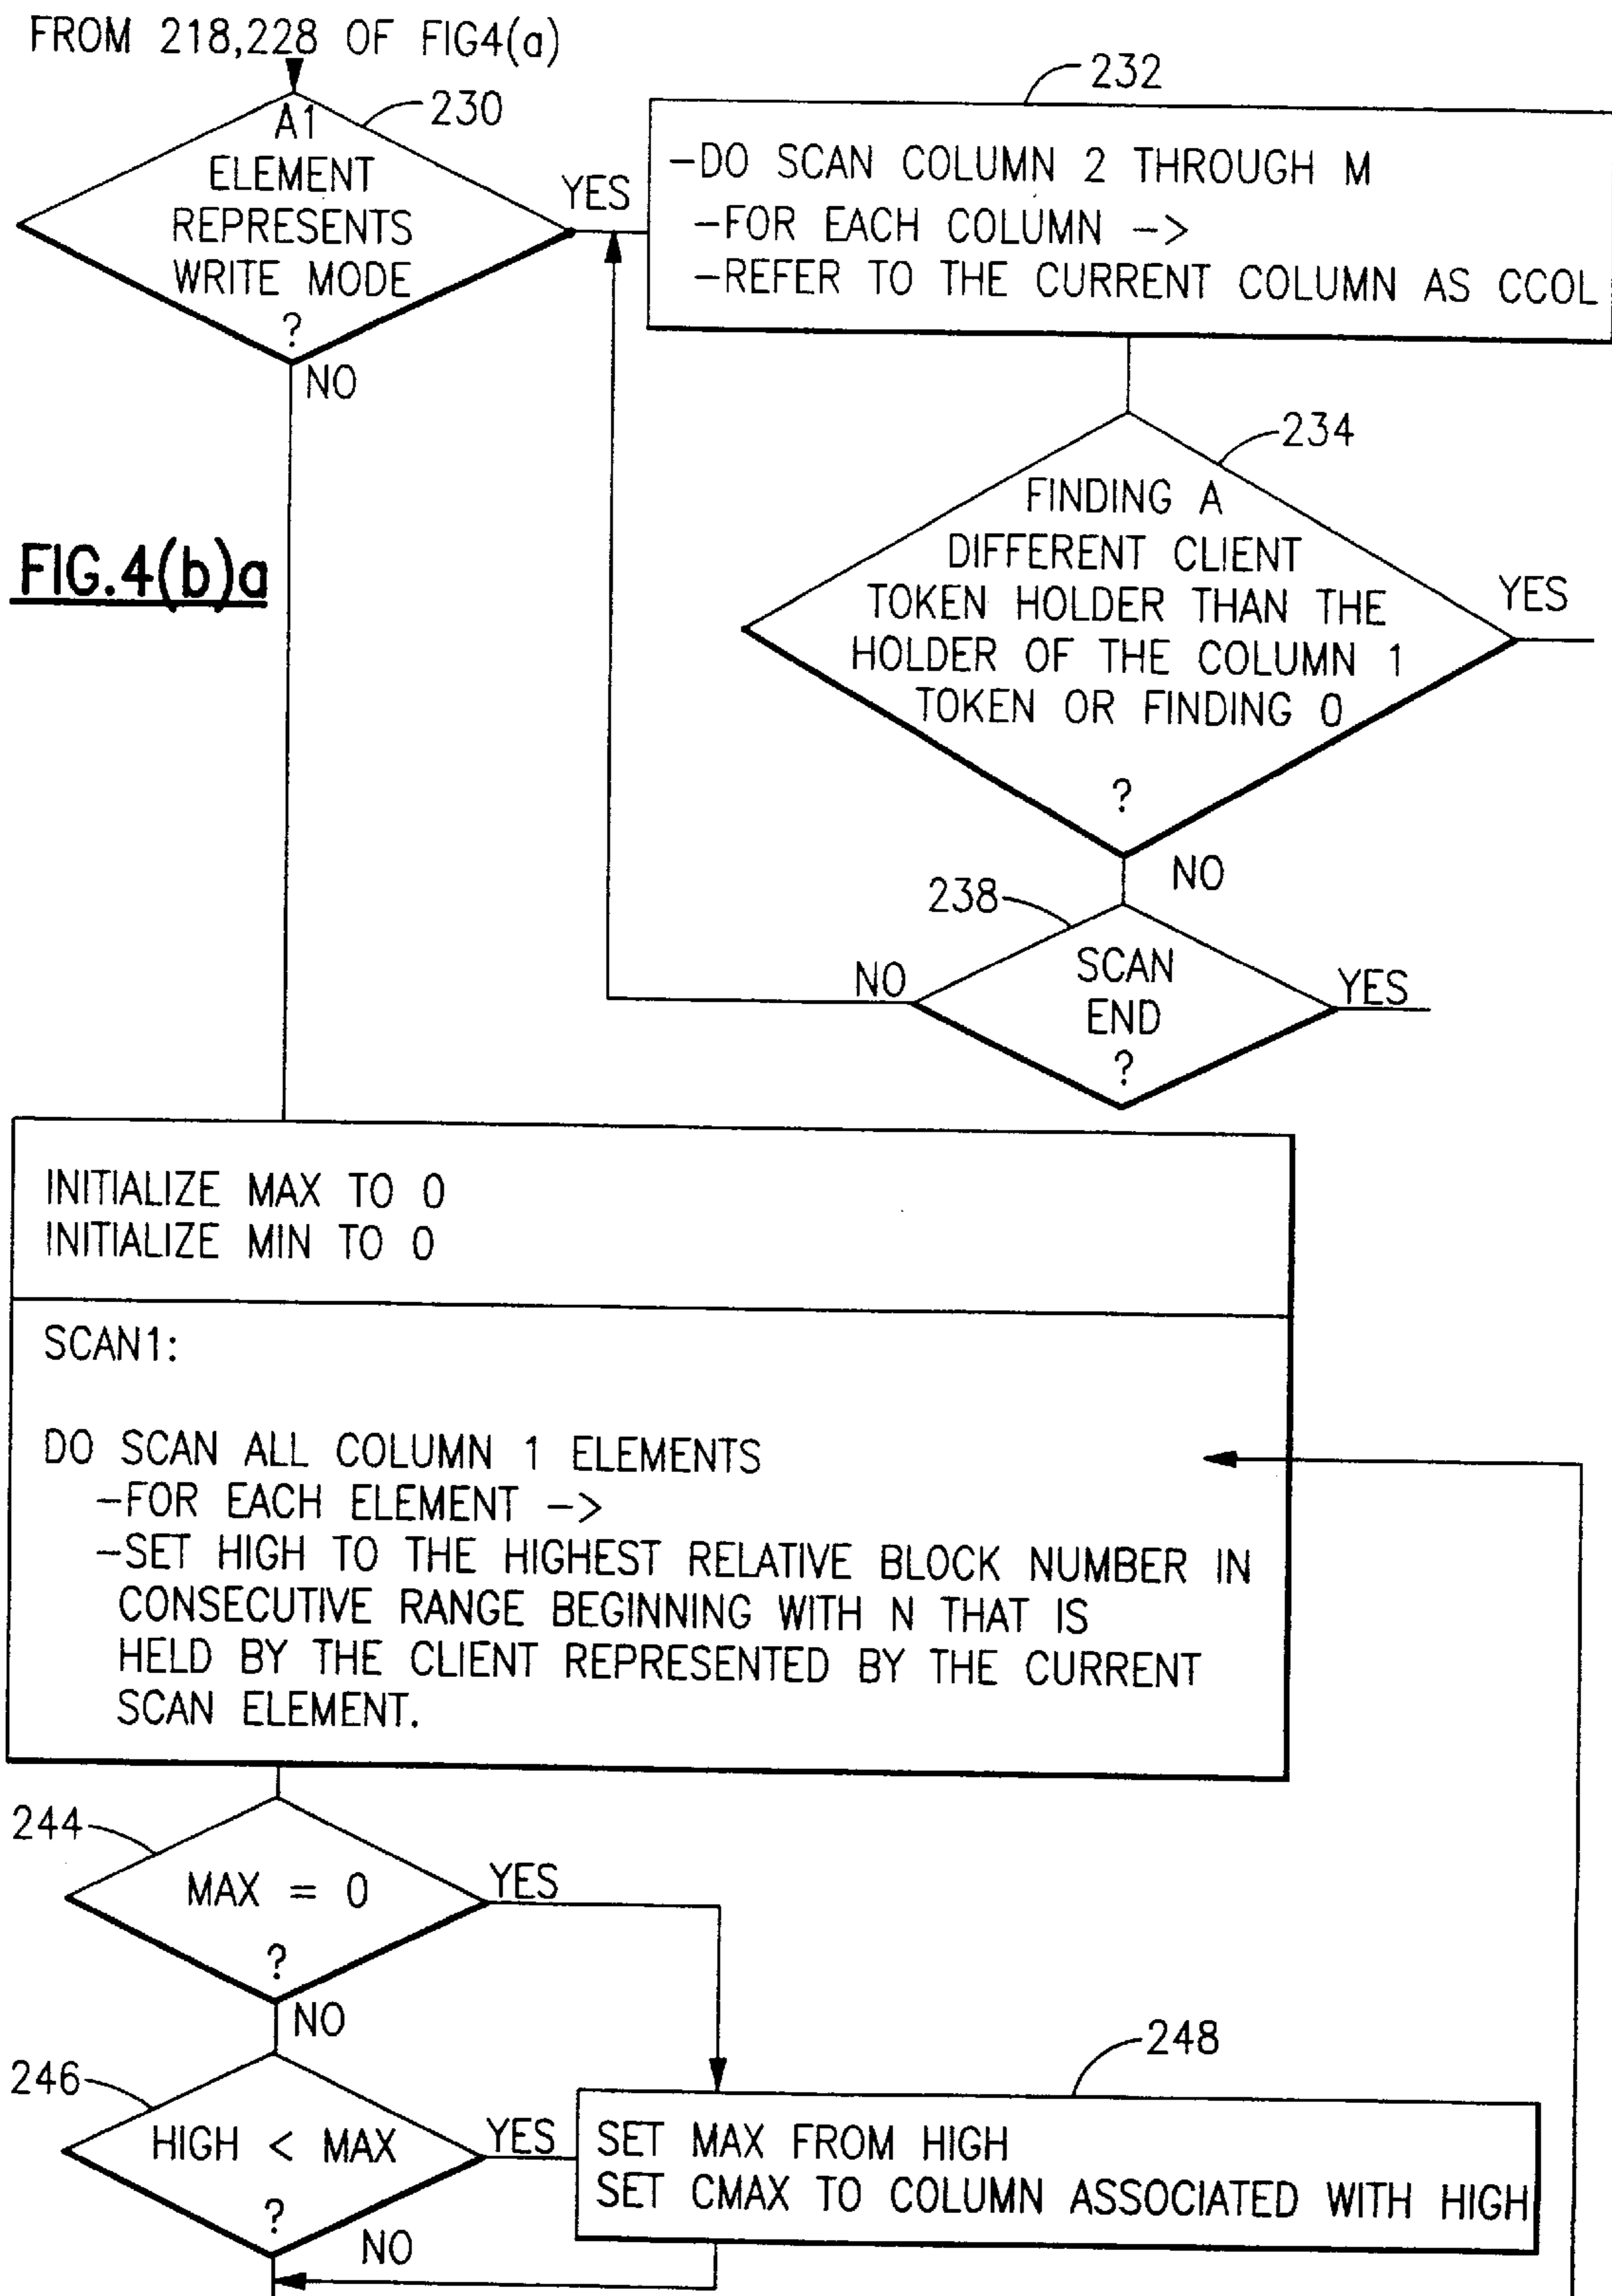 FROM 218,228 OF FIG4(a)
230
A1
ELEMENT
REPRESENTS
WRITE MODE
?
YES
NO
232
-DO SCAN COLUMN 2 THROUGH M
-FOR EACH COLUMN ->
-REFER TO THE CURRENT COLUMN AS CCOL
234
FINDING A
DIFFERENT CLIENT
TOKEN HOLDER THAN THE
HOLDER OF THE COLUMN 1
TOKEN OR FINDING 0
?
YES
NO
FIG.4(b)a
238
SCAN
END
?
NO
YES
INITIALIZE MAX TO 0
INITIALIZE MIN TO 0
SCAN1:
DO SCAN ALL COLUMN 1 ELEMENTS
-FOR EACH ELEMENT ->
-SET HIGH TO THE HIGHEST RELATIVE BLOCK NUMBER IN
CONSECUTIVE RANGE BEGINNING WITH N THAT IS
HELD BY THE CLIENT REPRESENTED BY THE CURRENT
SCAN ELEMENT.
244
MAX = 0
?
YES
NO
246
HIGH < MAX
?
YES
NO
248
SET MAX FROM HIGH
SET CMAX TO COLUMN ASSOCIATED WITH HIGH